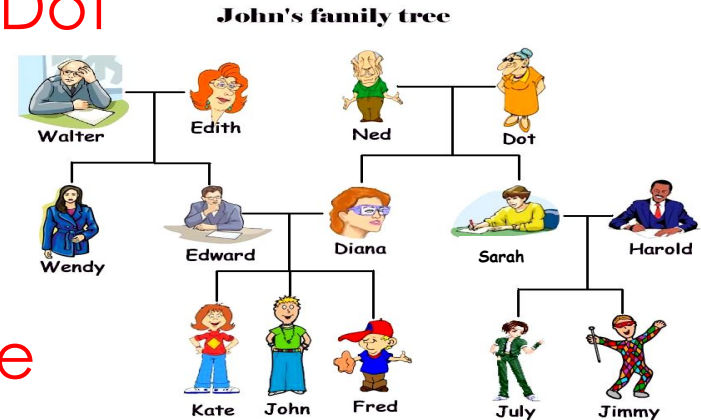 Dot
John's family tree
Walter
Edith
Ned
Dot
Wendy
Edward
Diana
Sarah
Harold
e
Kate
John
Fred
July
Jimmy